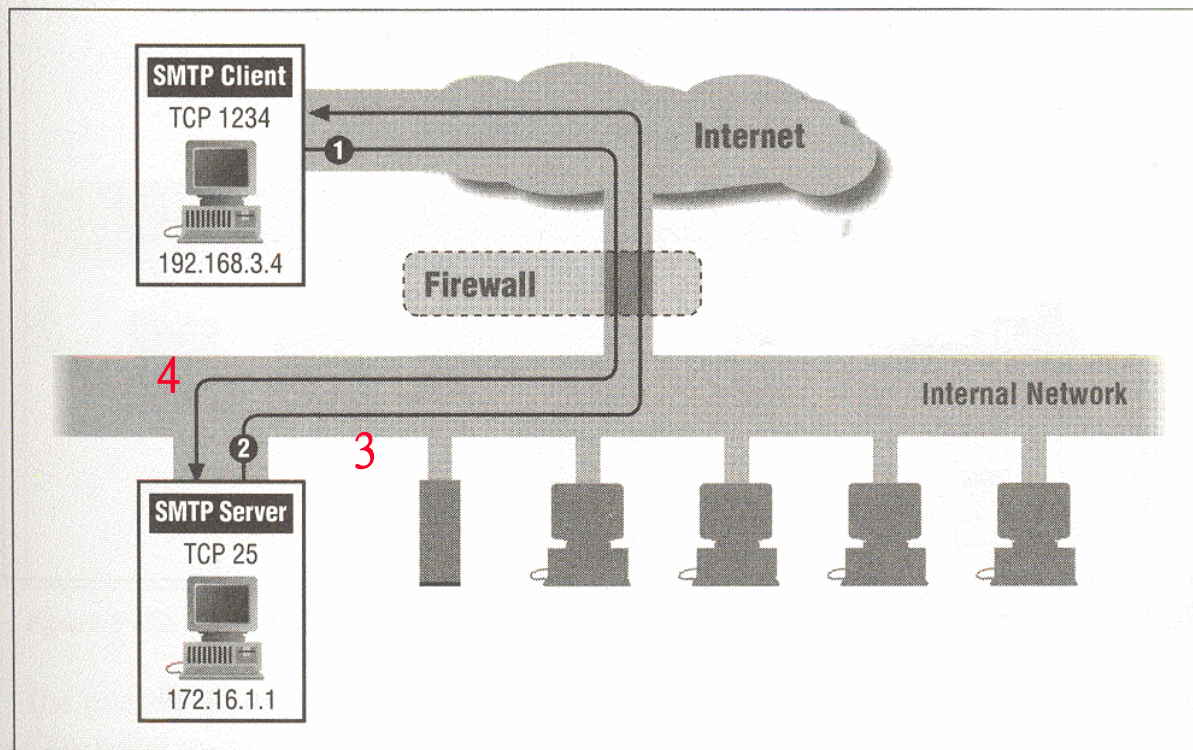 SMTP Client
TCP 1234
192.168.3.4
1
Internet
Firewall
4
Internal Network
2
3
SMTP Server
TCP 25
172.16.1.1